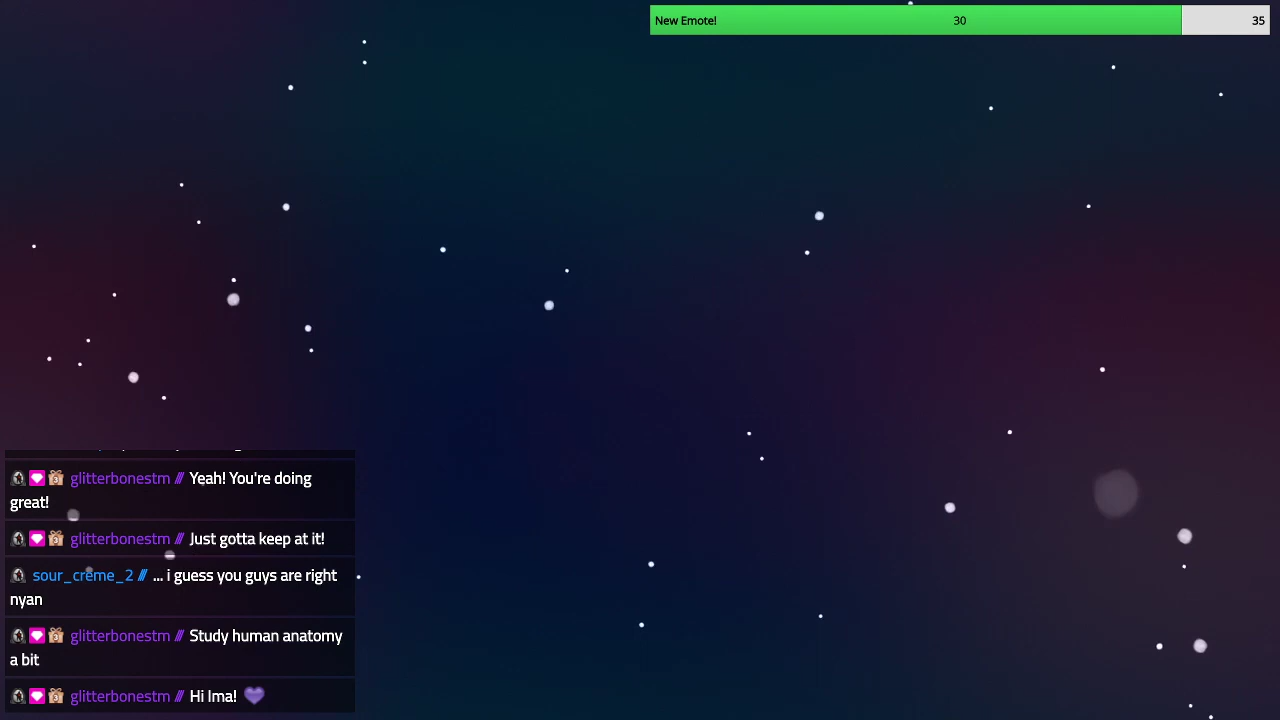 New Emote! 30 35
glitterbonestm /// Yeah! You're doing
great!
glitterbonestm /// Just gotta keep at it!
sour_creme_2 /// ... i guess you guys are right
nyan
glitterbonestm /// Study human anatomy
a bit
glitterbonestm /// Hi Ima! 💜